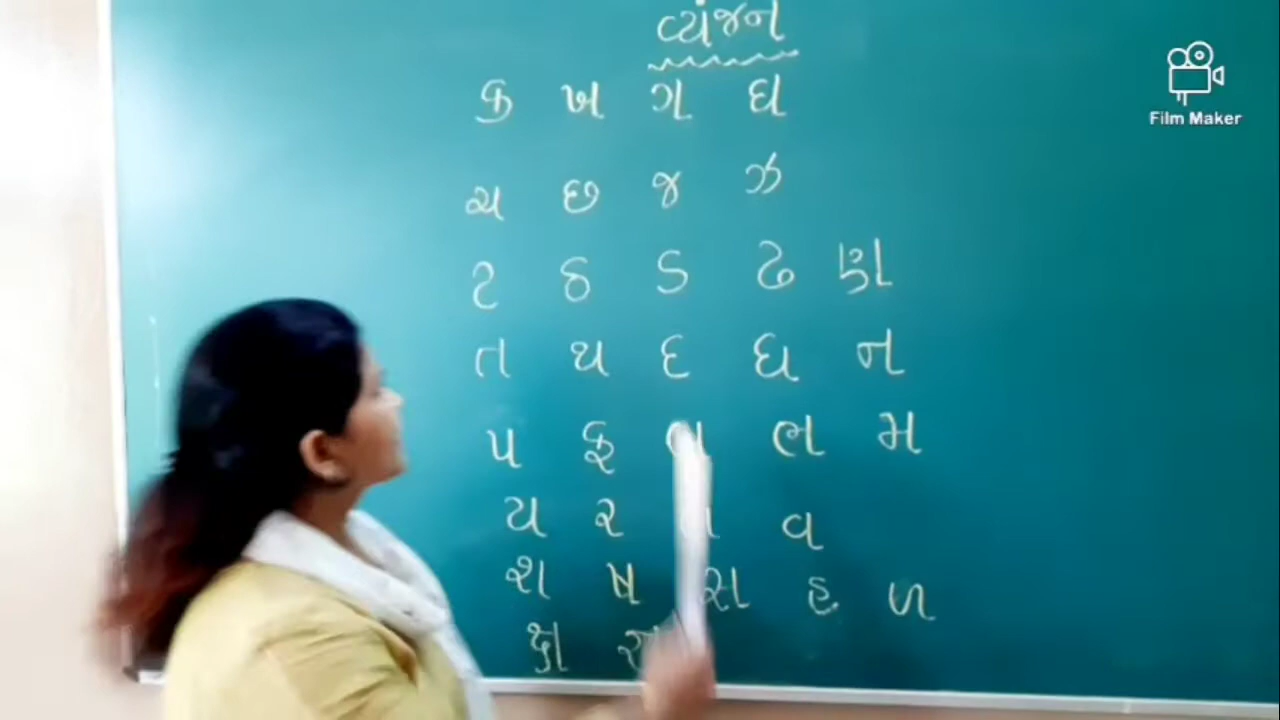 વ્યંજન
ક ખ ગ ઘ
Film Maker
ચ છ જ ઝ
ટ ઠ ડ ઢ ણ
ત થ દ ધ ન
પ ફ બ ભ મ
ય ર વ
શ ષ સ હ ળ
ક્ષ